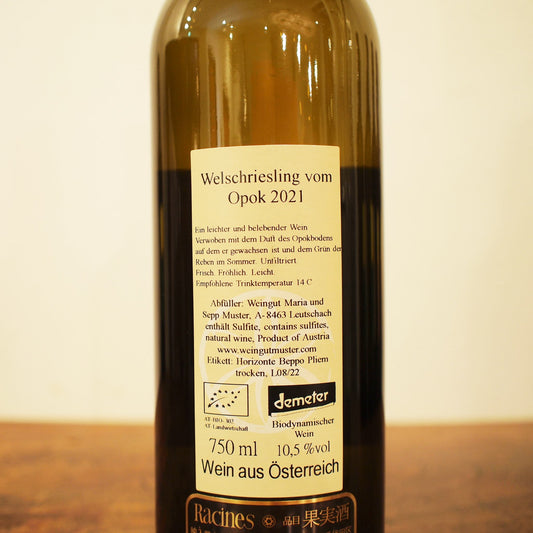 Welschriesling vom
Opok 2021
Ein leichter und belebender Wein
Verwoben mit dem Duft des Opokbodens
auf dem er gewachsen ist und dem Grün der
Reben im Sommer. Unfiltriert
Frisch. Fröhlich. Leicht.
Empfohlene Trinktemperatur 14 C
Abfüller: Weingut Maria und
Sepp Muster, A-8463 Leutschach
enthält Sulfite, contains sulfites,
natural wine, Product of Austria
www.weingutmuster.com
Etikett: Horizonte Beppo Pliem
trocken, L08/22
AT-BIO-302
AT-Landwirtschaft
demeter
Biodynamischer
Wein
750 ml 10,5 %vol
Wein aus Österreich
Racines 品目 果実酒